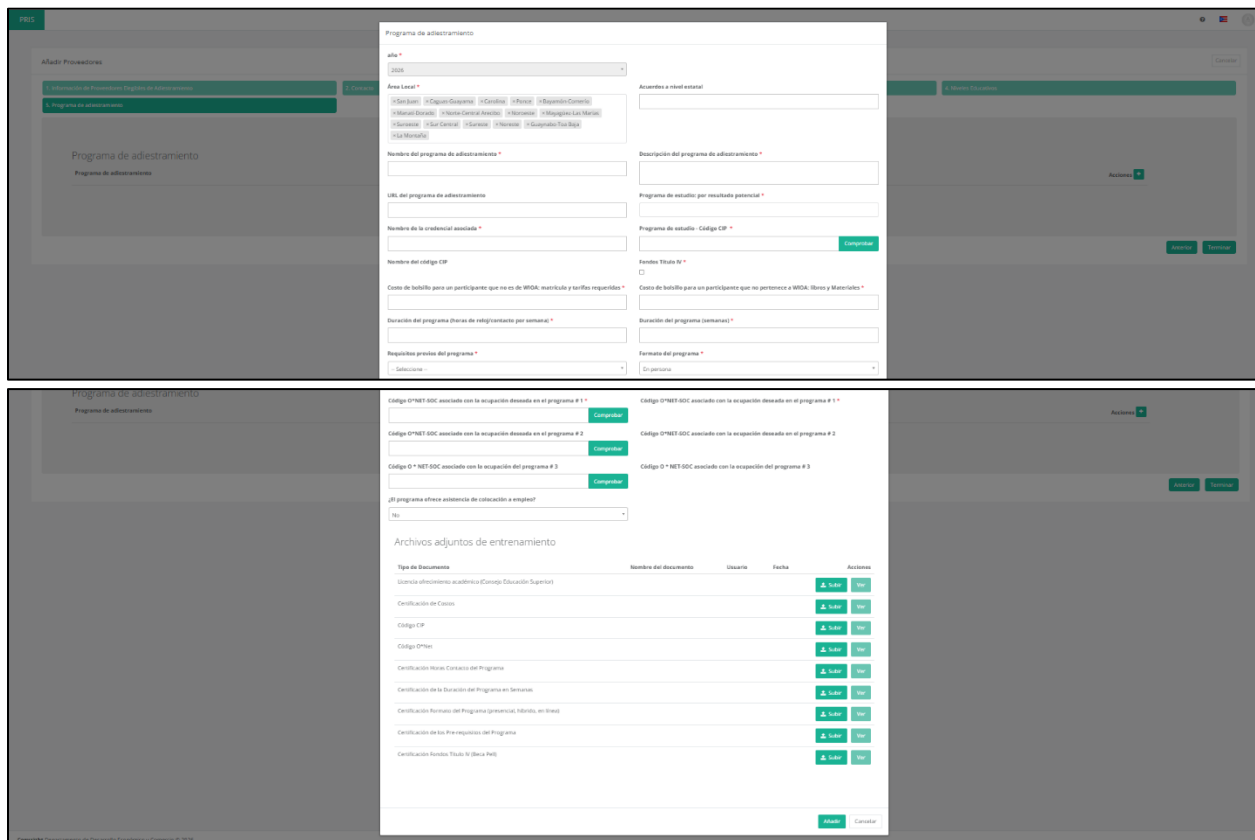 PRIS
Programa de adiestramiento
Añadir Proveedores
Cancelar
1. Información de Proveedores Elegibles de Adiestramiento
2. Contacto
4. Niveles Educativos
5. Programa de adiestramiento
Programa de adiestramiento
Programa de adiestramiento
Acciones +
Anterior Terminar
año *
2020
Área Local *
× San Juan × Caguas-Guayama × Carolina × Ponce × Bayamón-Comerío
× Manatí-Dorado × Norte-Central Arecibo × Noroeste × Mayagüez-Las Marías
× Suroeste × Sur Central × Sureste × Noreste × Guaynabo-Toa Baja
× La Montaña
Acuerdos a nivel estatal
Nombre del programa de adiestramiento *
Descripción del programa de adiestramiento *
URL del programa de adiestramiento
Programa de estudio: por resultado potencial *
Nombre de la credencial asociada *
Programa de estudio - Código CIP *
Comprobar
Nombre del código CIP
Fondos Título IV *
Costo de bolsillo para un participante que no es de WIOA; matrícula y tarifas requeridas *
Costo de bolsillo para un participante que no pertenece a WIOA: libros y Materiales *
Duración del programa (horas de reloj/contacto por semana) *
Duración del programa (semanas) *
Requisitos previos del programa *
-- Seleccione --
Formato del programa *
En persona
Programa de adiestramiento
Programa de adiestramiento
Acciones +
Anterior Terminar
Código O*NET-SOC asociado con la ocupación deseada en el programa # 1 *
Comprobar
Código O*NET-SOC asociado con la ocupación deseada en el programa # 1 *
Código O*NET-SOC asociado con la ocupación deseada en el programa # 2
Comprobar
Código O*NET-SOC asociado con la ocupación deseada en el programa # 2
Código O * NET-SOC asociado con la ocupación del programa # 3
Comprobar
Código O * NET-SOC asociado con la ocupación del programa # 3
¿El programa ofrece asistencia de colocación a empleo?
No
Archivos adjuntos de entrenamiento
Tipo de Documento Nombre del documento Usuario Fecha Acciones
Licencia ofrecimiento académico (Consejo Educación Superior) Subir Ver
Certificación de Costos Subir Ver
Código CIP Subir Ver
Código O*Net Subir Ver
Certificación Horas Contacto del Programa Subir Ver
Certificación de la Duración del Programa en Semanas Subir Ver
Certificación Formato del Programa (presencial, híbrido, en línea) Subir Ver
Certificación de los Pre-requisitos del Programa Subir Ver
Certificación Fondos Título IV (Beca Pell) Subir Ver
Añadir Cancelar